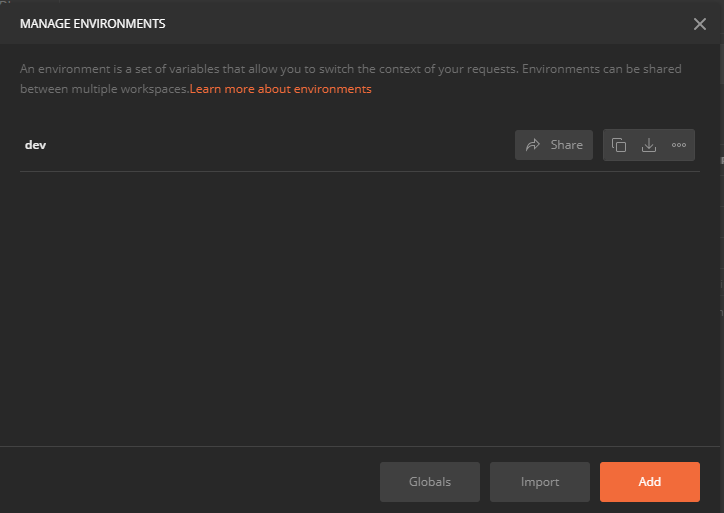 MANAGE ENVIRONMENTS
An environment is a set of variables that allow you to switch the context of your requests. Environments can be shared
between multiple workspaces.Learn more about environments
dev
Share
Globals
Import
Add